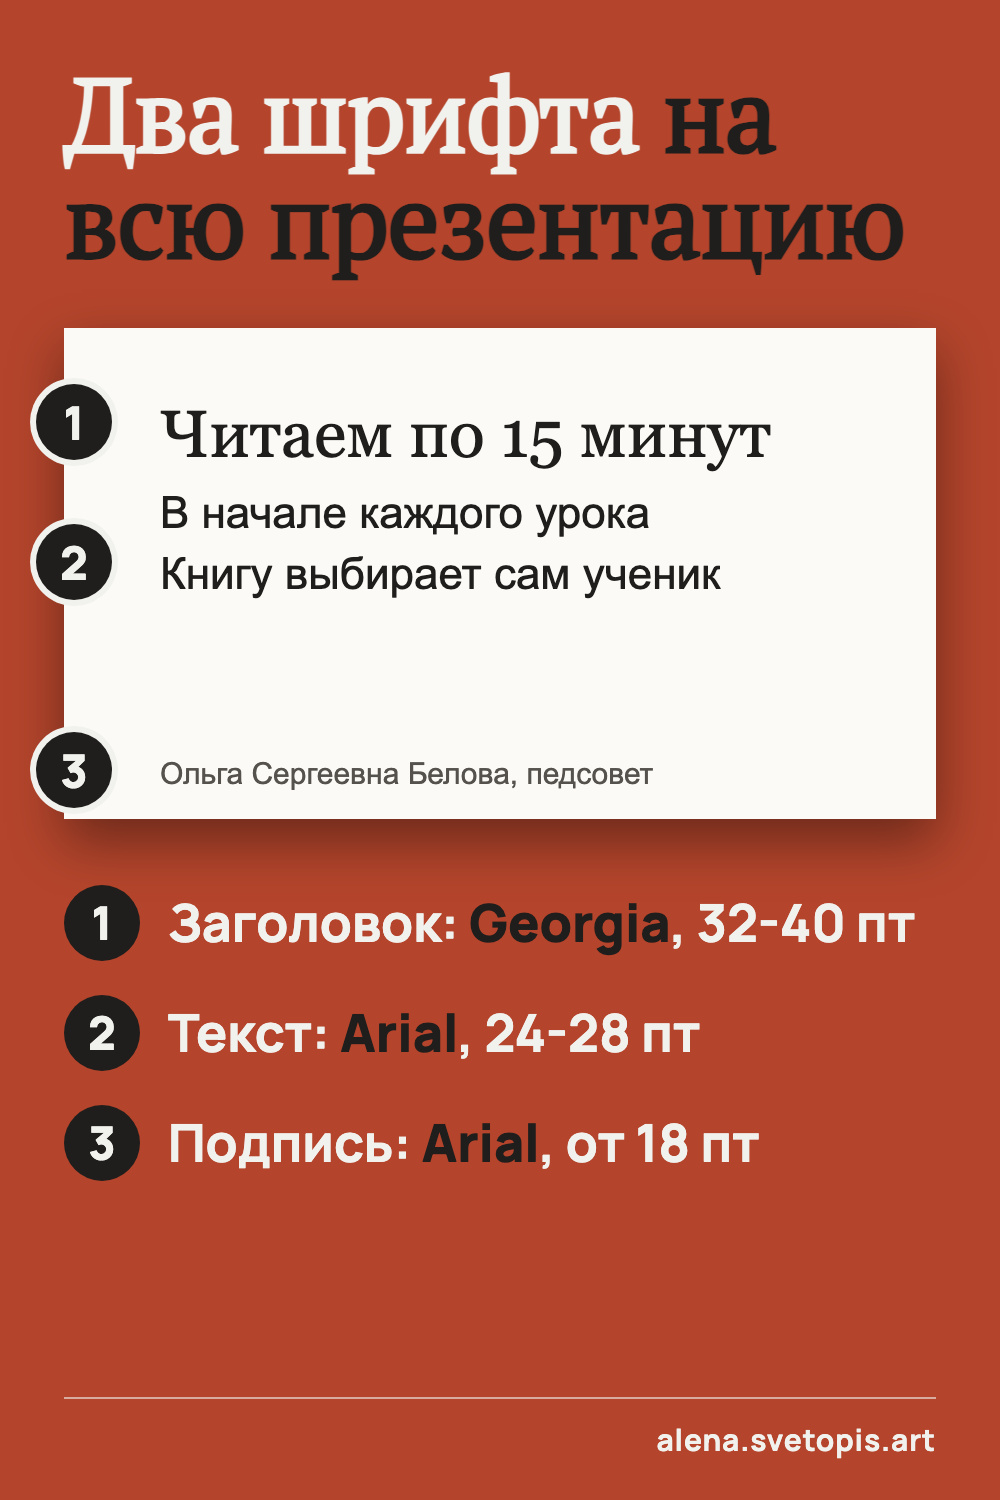 Два шрифта на
всю презентацию
1
Читаем по 15 минут
2
В начале каждого урока
Книгу выбирает сам ученик
3
Ольга Сергеевна Белова, педсовет
1 Заголовок: Georgia, 32-40 пт
2 Текст: Arial, 24-28 пт
3 Подпись: Arial, от 18 пт
alena.svetopis.art